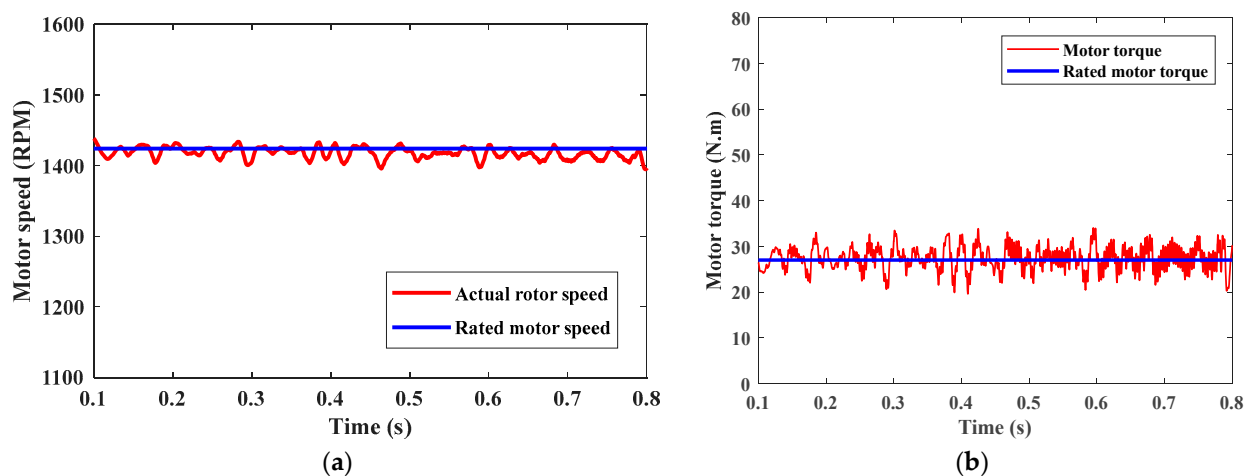 1600
1500
1400
1300
1200
1100
Motor speed (RPM)
Actual rotor speed
Rated motor speed
0.1 0.2 0.3 0.4 0.5 0.6 0.7 0.8
Time (s)
(a)
80
70
60
50
40
30
20
10
0
Motor torque (N.m)
Motor torque
Rated motor torque
0.1 0.2 0.3 0.4 0.5 0.6 0.7 0.8
Time (s)
(b)